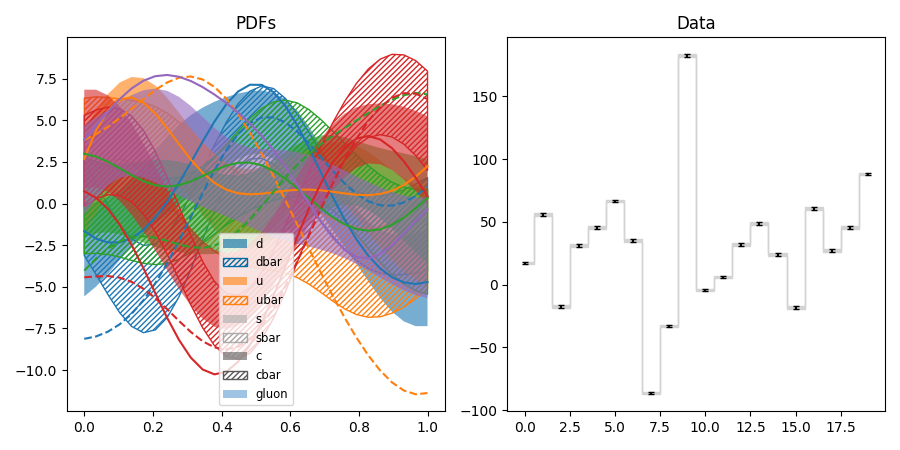 PDFs
7.5
5.0
2.5
0.0
−2.5
−5.0
−7.5
−10.0
0.0 0.2 0.4 0.6 0.8 1.0
d
dbar
u
ubar
s
sbar
c
cbar
gluon
Data
150
100
50
0
−50
−100
0.0 2.5 5.0 7.5 10.0 12.5 15.0 17.5